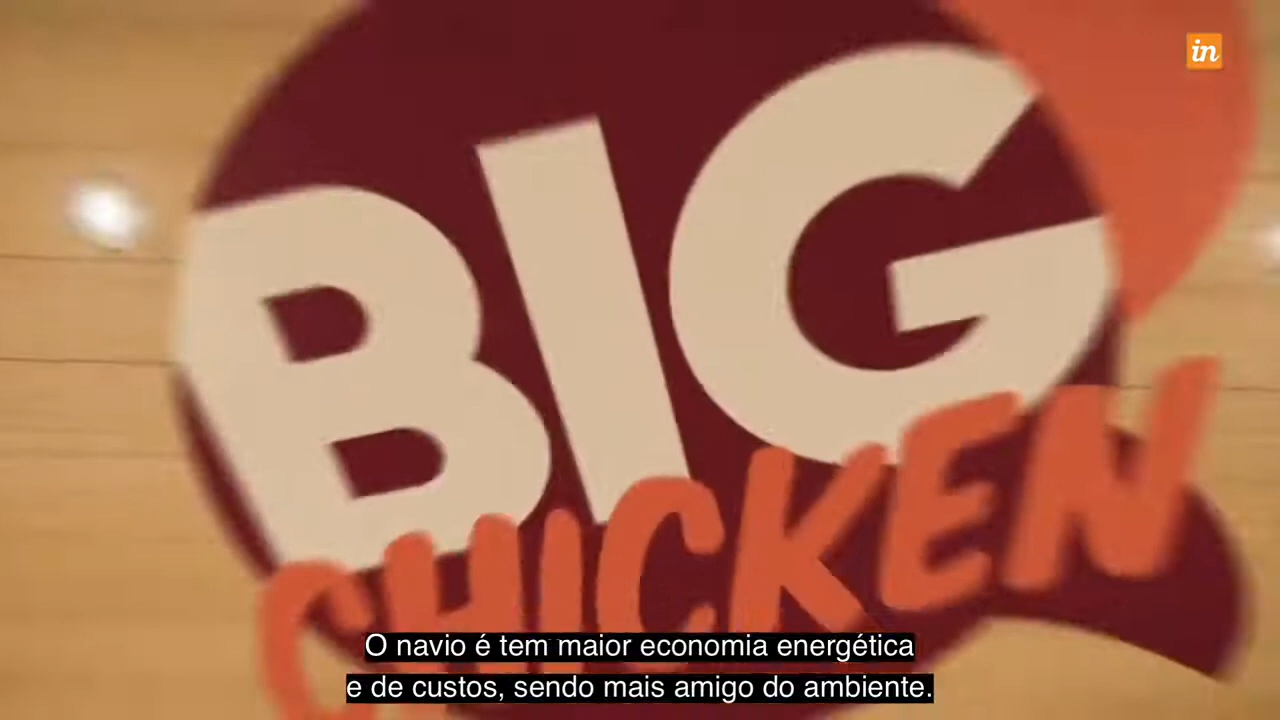 in
BIG
CHICKEN
O navio é tem maior economia energética
e de custos, sendo mais amigo do ambiente.